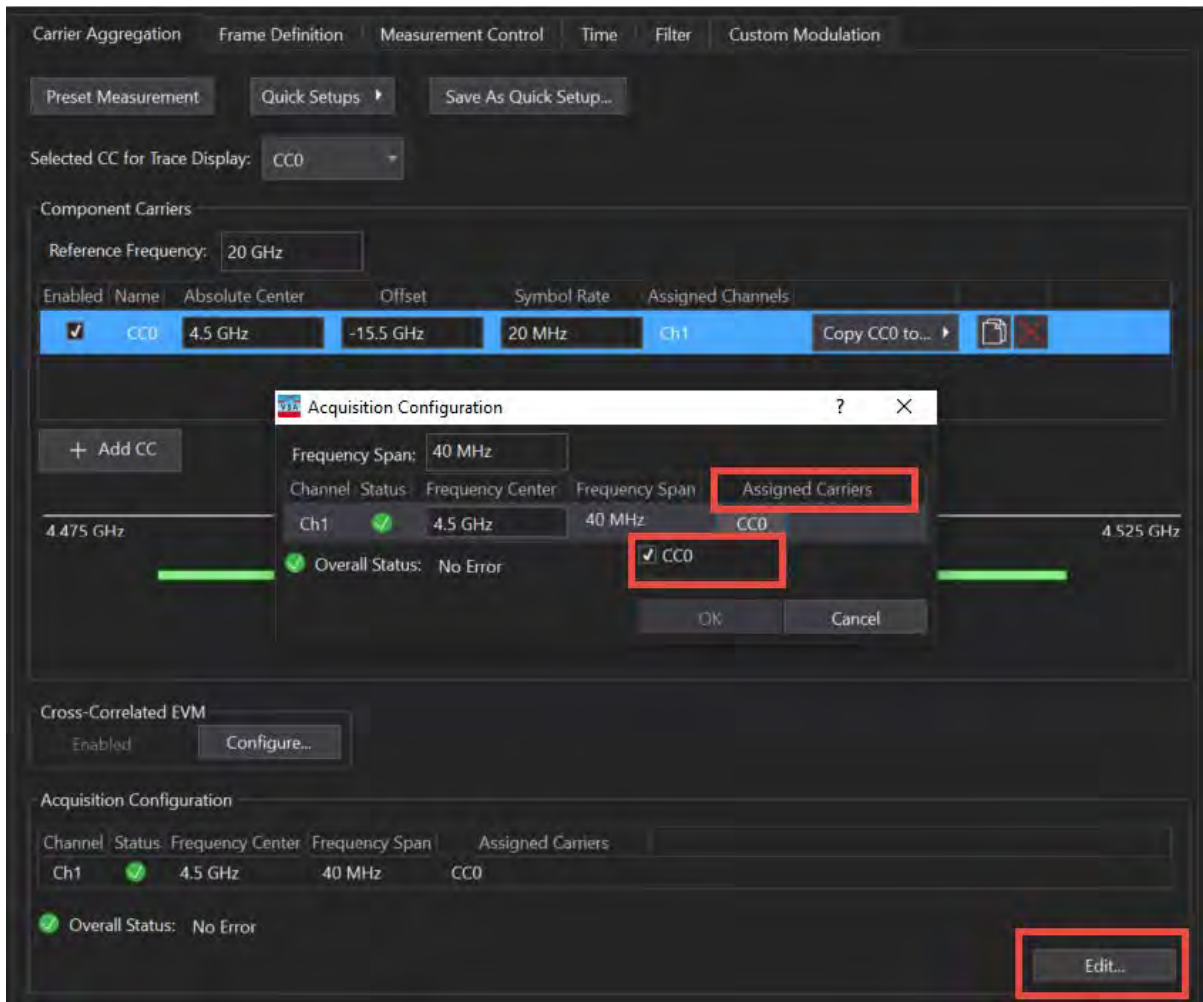 Carrier Aggregation Frame Definition Measurement Control Time Filter Custom Modulation
Preset Measurement Quick Setups Save As Quick Setup...
Selected CC for Trace Display: CC0
Component Carriers
Reference Frequency: 20 GHz
Enabled Name Absolute Center Offset Symbol Rate Assigned Channels
CC0 4.5 GHz -15.5 GHz 20 MHz Ch1 Copy CC0 to...
VSA Acquisition Configuration ?
+ Add CC
Frequency Span: 40 MHz
Channel Status Frequency Center Frequency Span Assigned Carriers
Ch1 4.5 GHz 40 MHz CC0
4.475 GHz 4.525 GHz
CC0
Overall Status: No Error
OK Cancel
Cross-Correlated EVM
Enabled Configure...
Acquisition Configuration
Channel Status Frequency Center Frequency Span Assigned Carriers
Ch1 4.5 GHz 40 MHz CC0
Overall Status: No Error
Edit...